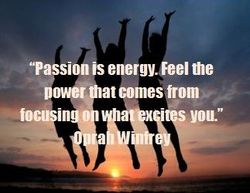 “Passion is energy. Feel the
power that comes from
focusing on what excites you.”
Oprah Winfrey